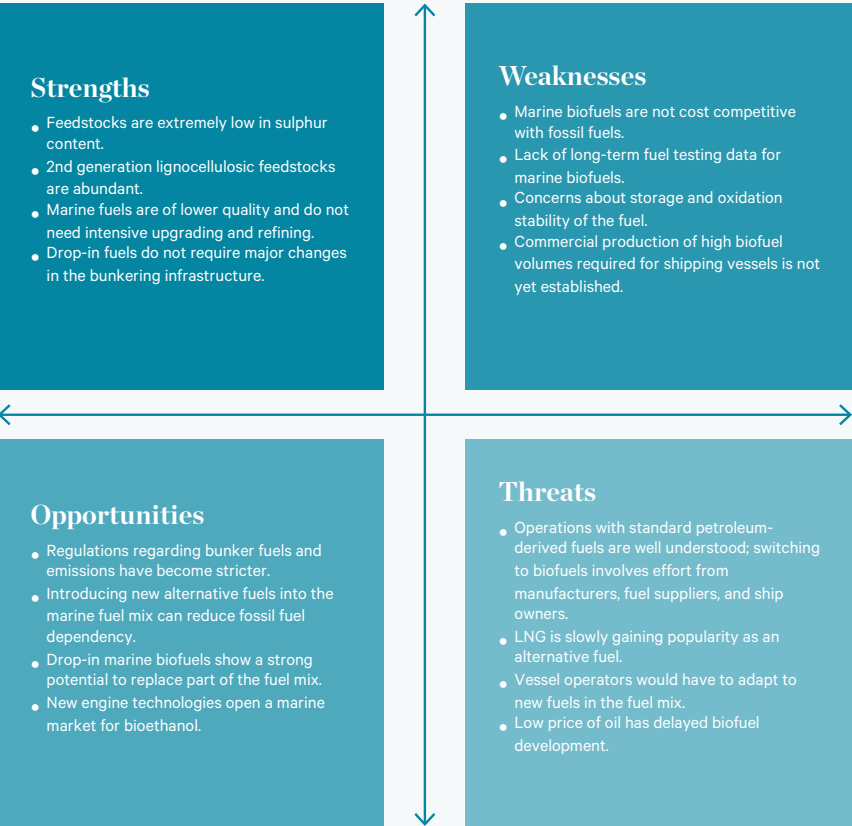 Strengths
• Feedstocks are extremely low in sulphur
content.
• 2nd generation lignocellulosic feedstocks
are abundant.
• Marine fuels are of lower quality and do not
need intensive upgrading and refining.
• Drop-in fuels do not require major changes
in the bunkering infrastructure.
Weaknesses
• Marine biofuels are not cost competitive
with fossil fuels.
• Lack of long-term fuel testing data for
marine biofuels.
• Concerns about storage and oxidation
stability of the fuel.
• Commercial production of high biofuel
volumes required for shipping vessels is not
yet established.
Opportunities
• Regulations regarding bunker fuels and
emissions have become stricter.
• Introducing new alternative fuels into the
marine fuel mix can reduce fossil fuel
dependency.
• Drop-in marine biofuels show a strong
potential to replace part of the fuel mix.
• New engine technologies open a marine
market for bioethanol.
Threats
• Operations with standard petroleum-
derived fuels are well understood; switching
to biofuels involves effort from
manufacturers, fuel suppliers, and ship
owners.
• LNG is slowly gaining popularity as an
alternative fuel.
• Vessel operators would have to adapt to
new fuels in the fuel mix.
• Low price of oil has delayed biofuel
development.